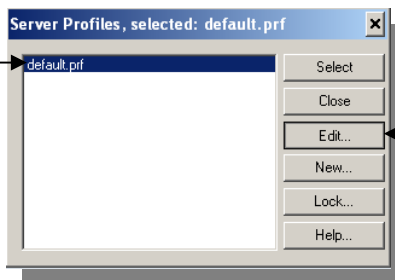 Server Profiles, selected: default.prf
default.prf
Select
Close
Edit...
New...
Lock...
Help...